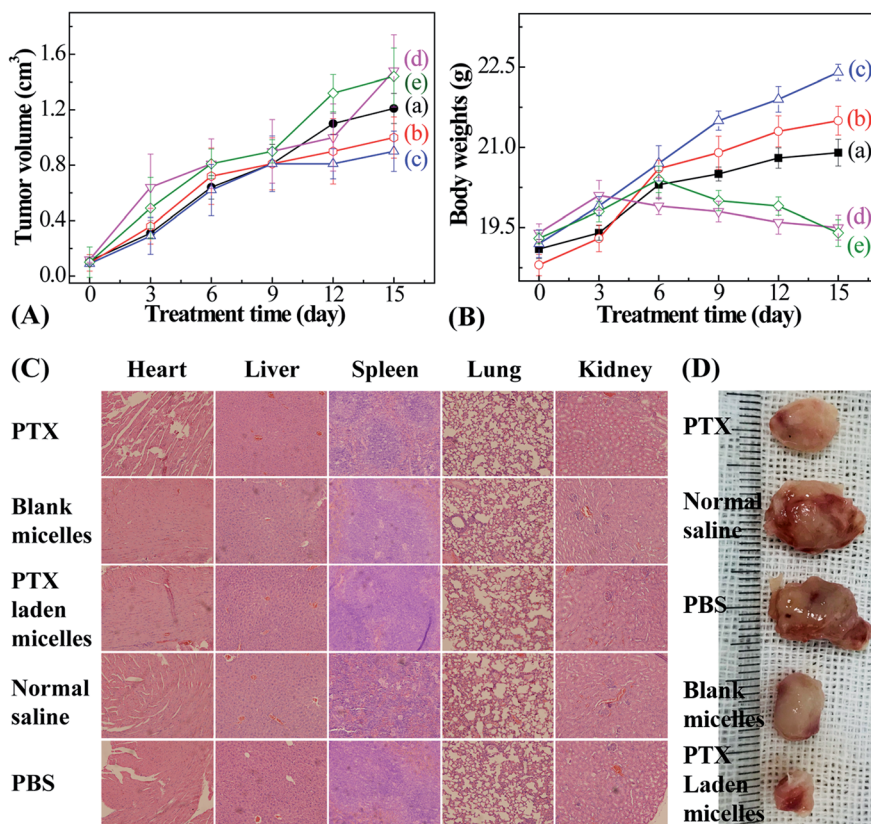 Tumor volume (cm³)
1.6
1.2
0.8
0.4
0.0
0
3
6
9
12
15
Treatment time (day)
(d)
(e)
(a)
(b)
(c)
(A)
Body weights (g)
22.5
21.0
19.5
0
3
6
9
12
15
Treatment time (day)
(c)
(b)
(a)
(d)
(e)
(B)
(C)
Heart
Liver
Spleen
Lung
Kidney
PTX
Blank
micelles
PTX
laden
micelles
Normal
saline
PBS
(D)
PTX
Normal
saline
PBS
Blank
micelles
PTX
Laden
micelles